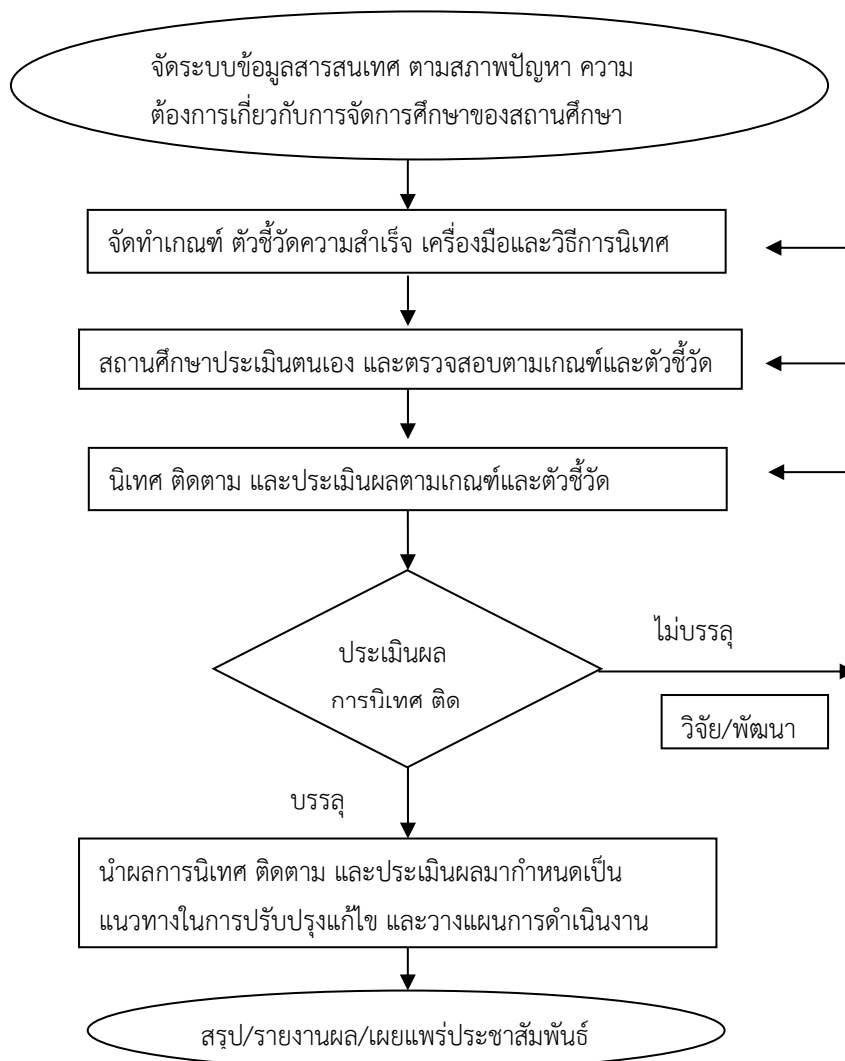 จัดระบบข้อมูลสารสนเทศ ตามสภาพปัญหา ความ
ต้องการเกี่ยวกับการจัดการศึกษาของสถานศึกษา
จัดทำเกณฑ์ ตัวชี้วัดความสำเร็จ เครื่องมือและวิธีการนิเทศ
สถานศึกษาประเมินตนเอง และตรวจสอบตามเกณฑ์และตัวชี้วัด
นิเทศ ติดตาม และประเมินผลตามเกณฑ์และตัวชี้วัด
ประเมินผล
การนิเทศ ติด
ไม่บรรลุ
วิจัย/พัฒนา
บรรลุ
นำผลการนิเทศ ติดตาม และประเมินผลมากำหนดเป็น
แนวทางในการปรับปรุงแก้ไข และวางแผนการดำเนินงาน
สรุป/รายงานผล/เผยแพร่ประชาสัมพันธ์